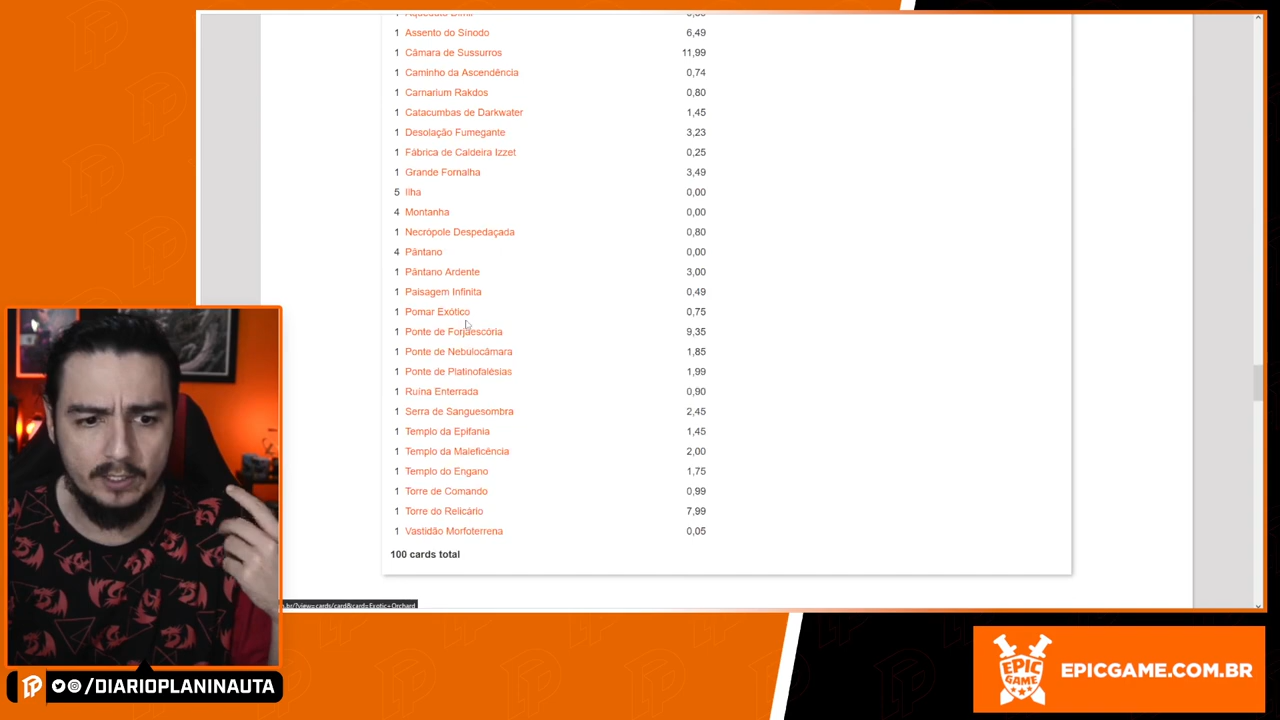 1 Assento do Sínodo 6,49
1 Câmara de Sussurros 11,99
1 Caminho da Ascendência 0,74
1 Carnarium Rakdos 0,80
1 Catacumbas de Darkwater 1,45
1 Desolação Fumegante 3,23
1 Fábrica de Caldeira Izzet 0,25
1 Grande Fornalha 3,49
5 Ilha 0,00
4 Montanha 0,00
1 Necrópole Despedaçada 0,80
4 Pântano 0,00
1 Pântano Ardente 3,00
1 Paisagem Infinita 0,49
1 Pomar Exótico 0,75
1 Ponte de Forjaescória 9,35
1 Ponte de Nebulocâmara 1,85
1 Ponte de Platinofalésias 1,99
1 Ruína Enterrada 0,90
1 Serra de Sanguesombra 2,45
1 Templo da Epifania 1,45
1 Templo da Maleficência 2,00
1 Templo do Engano 1,75
1 Torre de Comando 0,99
1 Torre do Relicário 7,99
1 Vastidão Morfoterrena 0,05
100 cards total
.br/?view=cards/card&card=Exotic+Orchard
/DIARIOPLANINAUTA
EPIC
GAME
EPICGAME.COM.BR